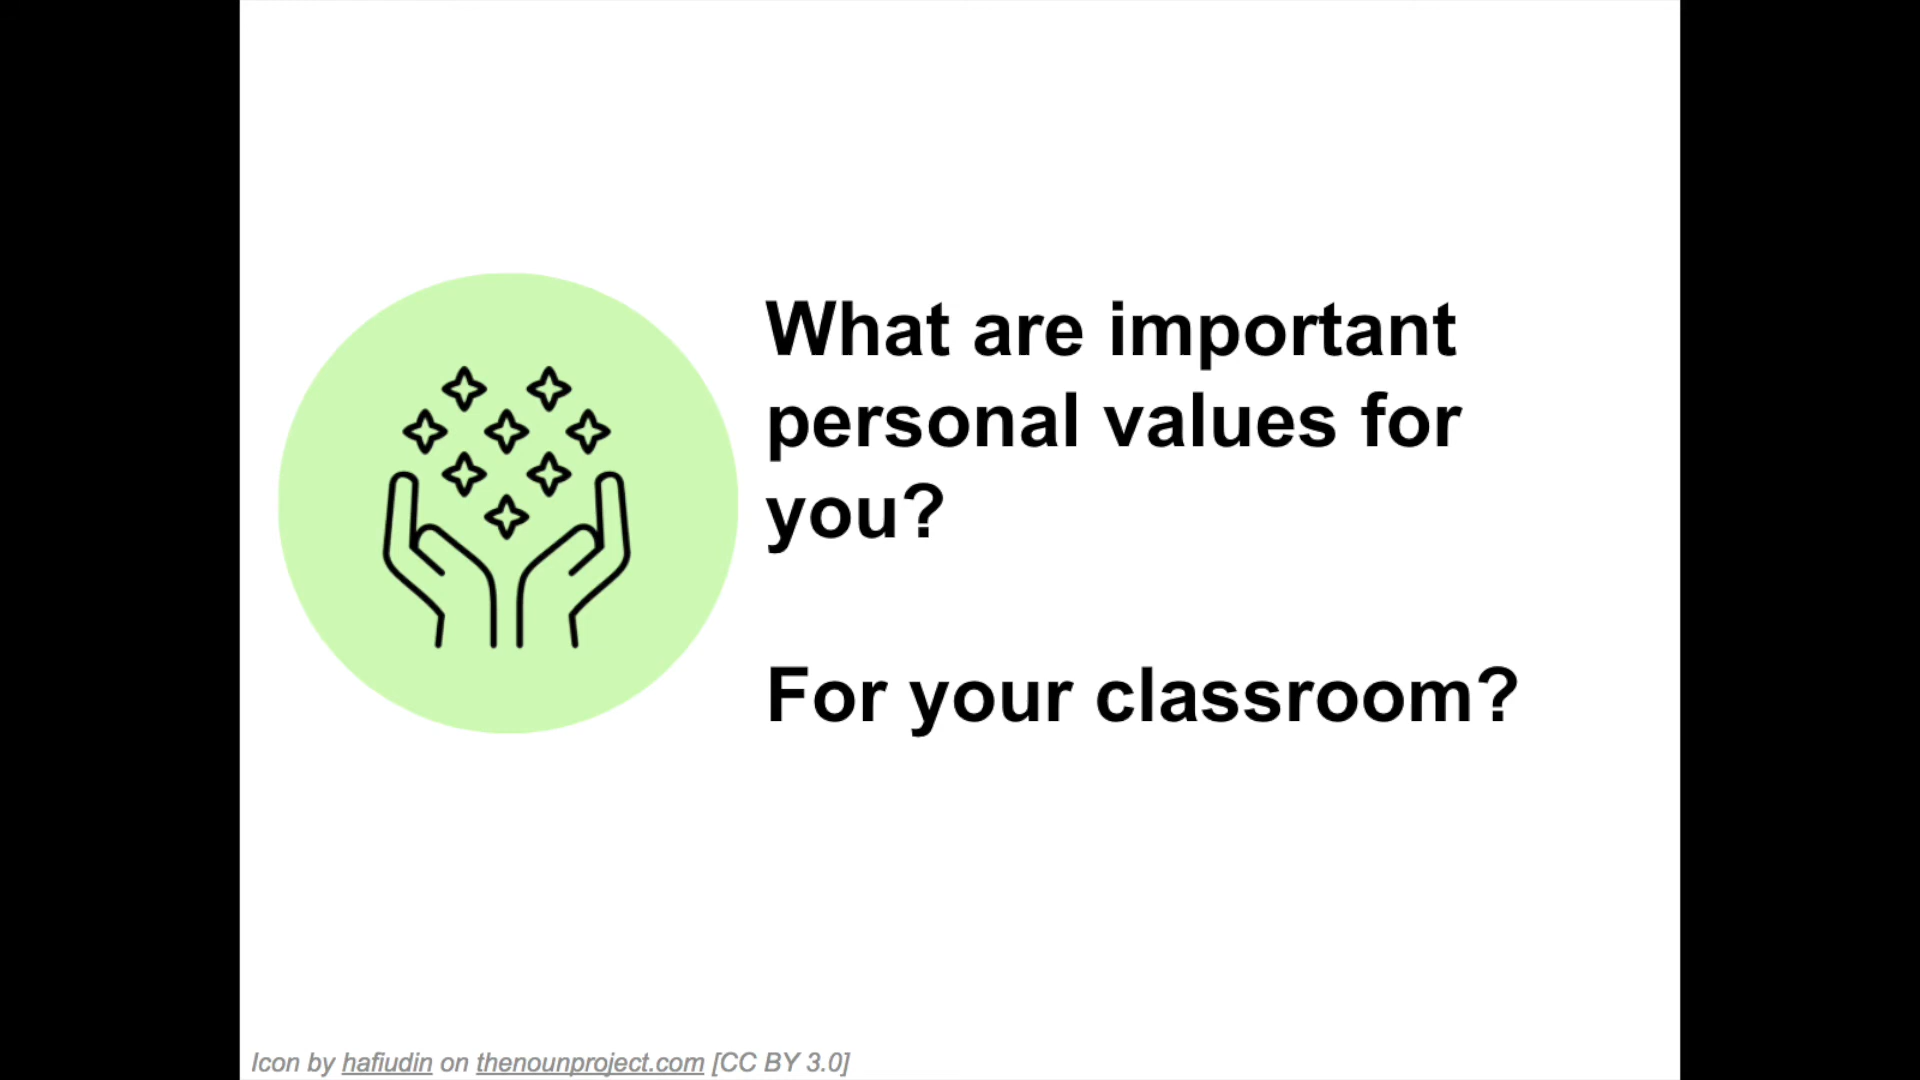 What are important
personal values for
you?
For your classroom?
Icon by hafiudin on thenounproject.com [CC BY 3.0]